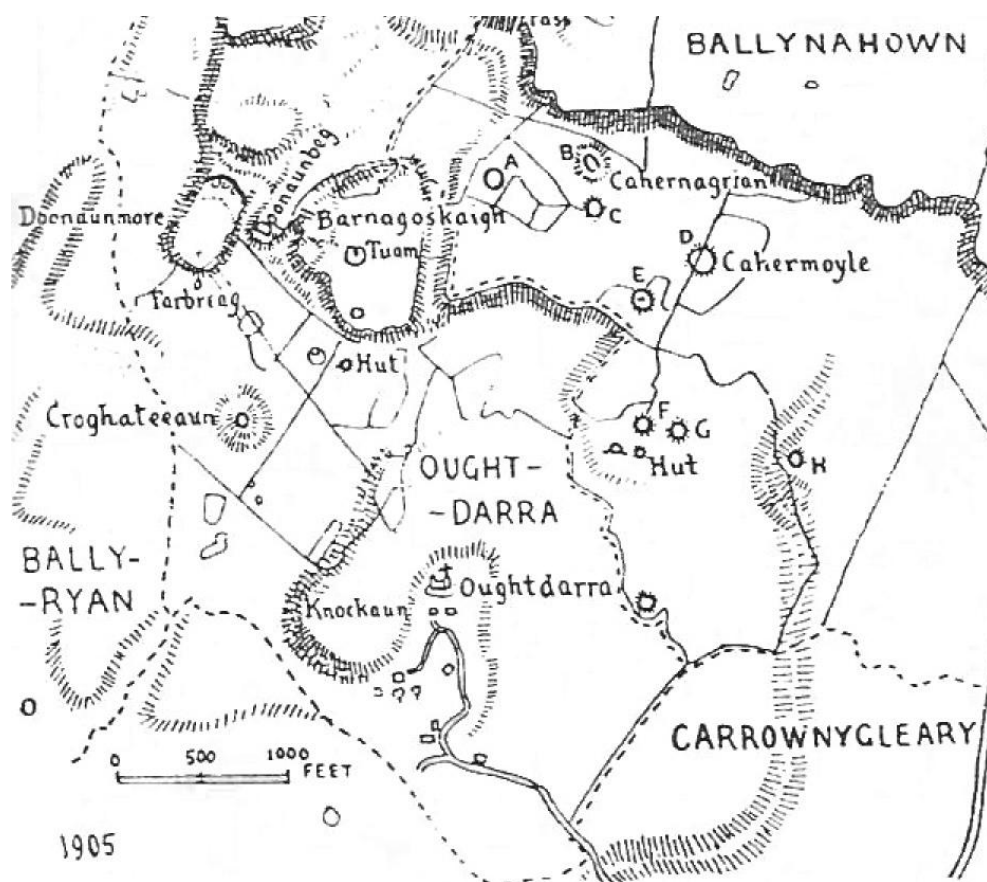 BALLYNAHOWN
A
B
Cahernagrian
Doonaunbeg
Doonaunmore
Barnagoskaigh
C
Tuam
D
Cahermoyle
E
Farbreag
Hut
Croghateeaun
F
G
Hut
H
OUGHT-
-DARRA
BALLY-
-RYAN
Oughtdarra
Knockaun
CARROWNYGLEARY
0 500 1000
FEET
1905